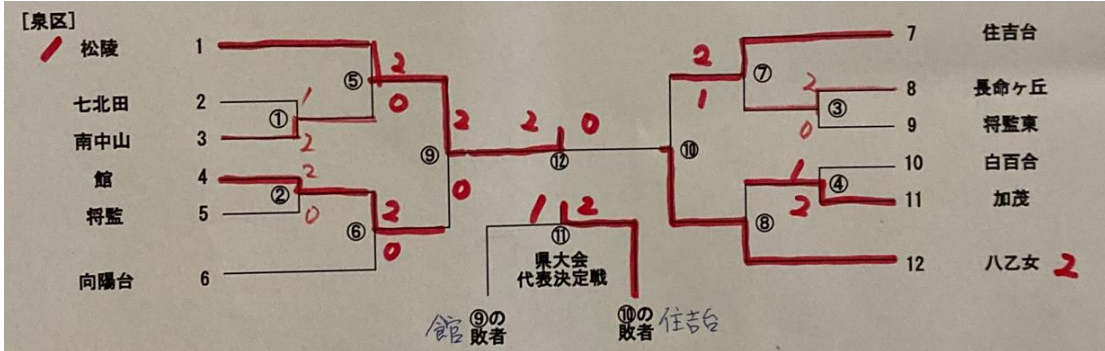 [泉区]
1 松陵 1
⑤ 2
0
七北田 2
① 1
2
南中山 3
館 4
② 2
0
将監 5
⑥ 2
0
向陽台 6
⑨ 2
0
2 ⑫ 0
7 住吉台
2 ⑦
1
8 長命ヶ丘
2 ③
0
9 将監東
⑩
10 白百合
1 ④
2
11 加茂
⑧
12 八乙女 2
1 ⑪ 2
県大会
代表決定戦
館 ⑨の
敗者
⑩の 住吉台
敗者